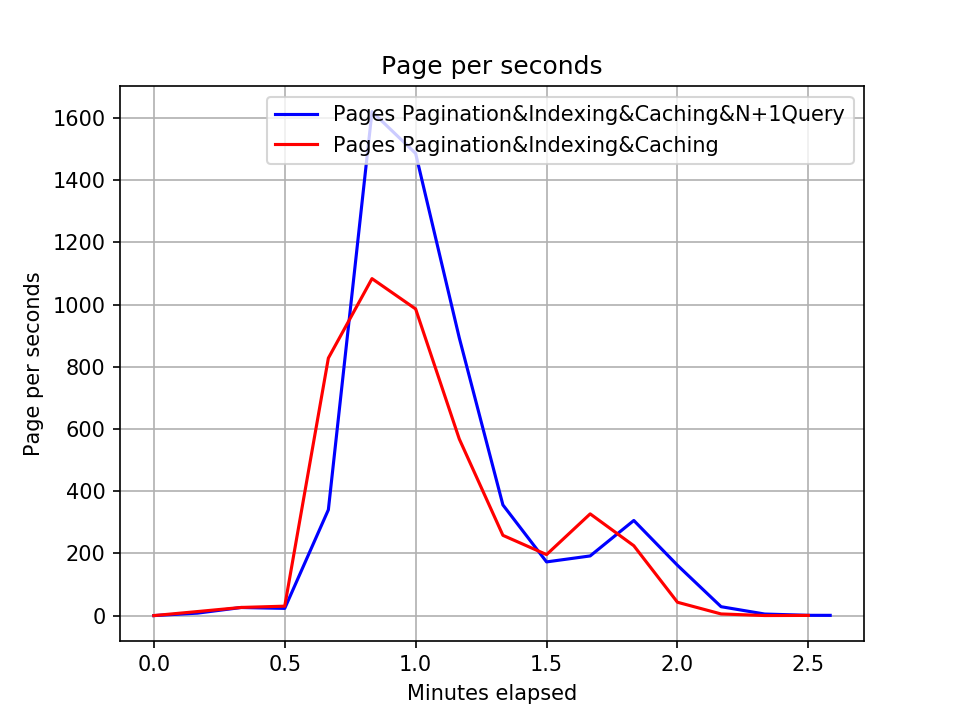 Page per seconds
Pages Pagination&Indexing&Caching&N+1Query
Pages Pagination&Indexing&Caching
Page per seconds
1600
1400
1200
1000
800
600
400
200
0
0.0 0.5 1.0 1.5 2.0 2.5
Minutes elapsed